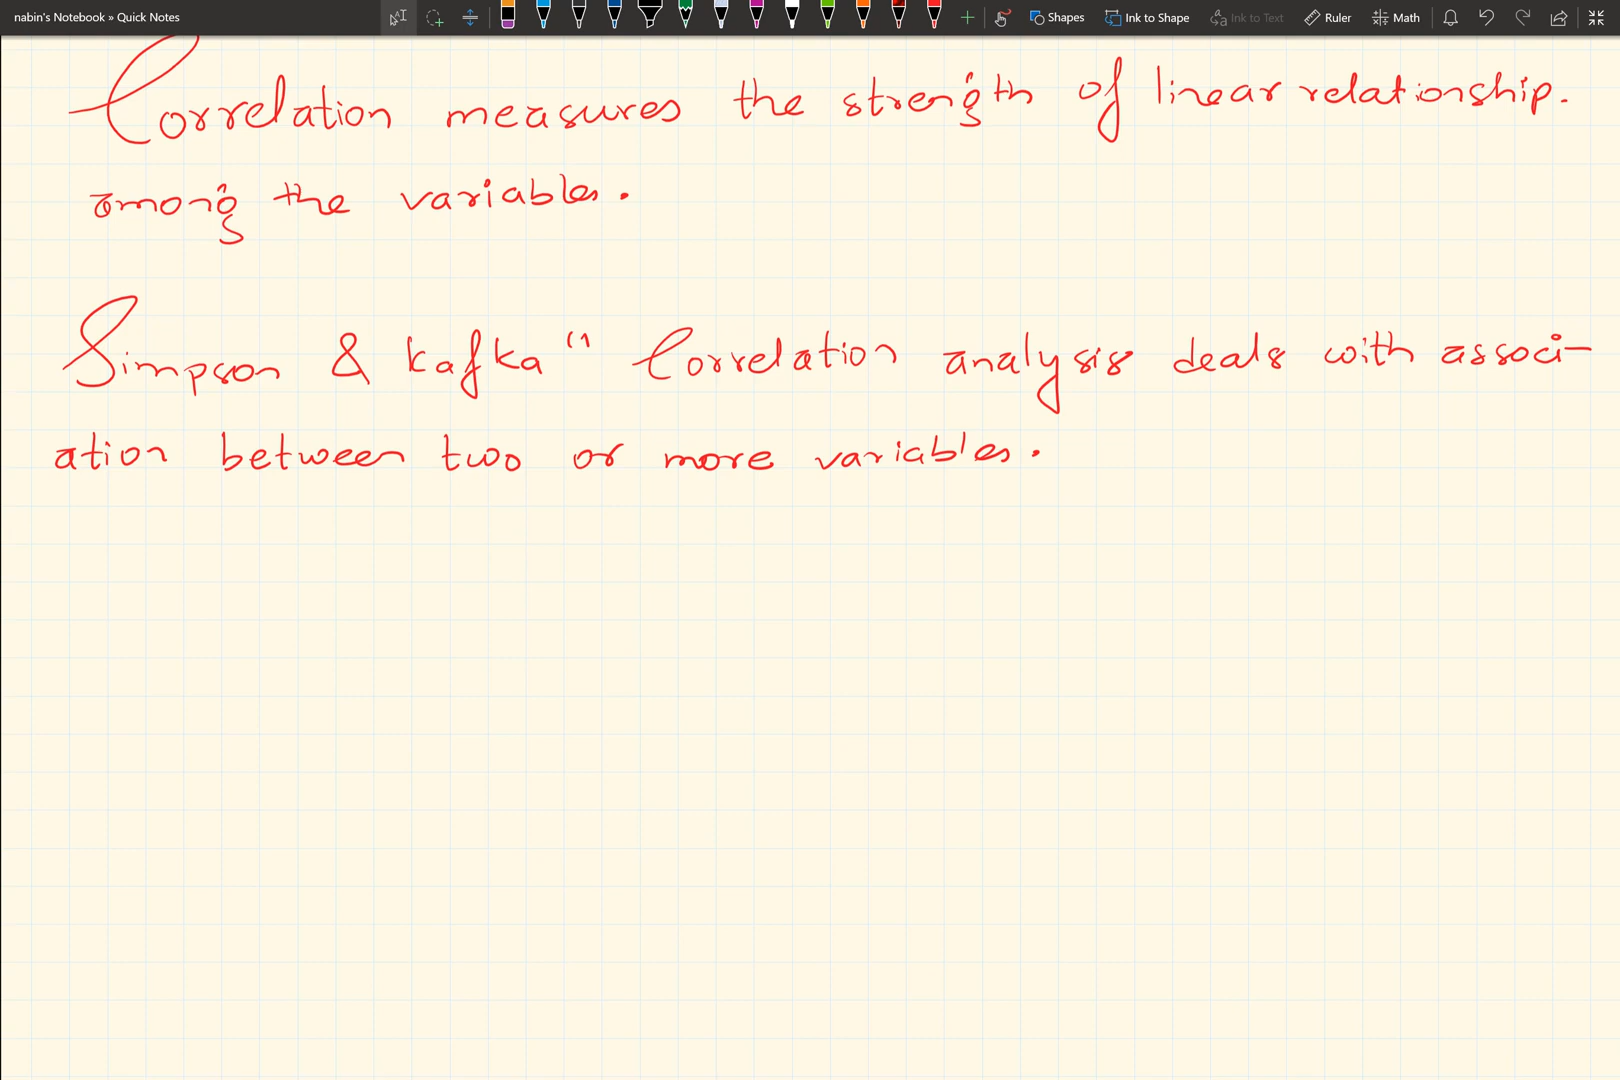 nabin's Notebook » Quick Notes
Shapes Ink to Shape Ink to Text Ruler Math
Correlation measures the strength of linear relationship.
among the variables.
Simpson & kafka " Correlation analysis deals with associ-
ation between two or more variables.